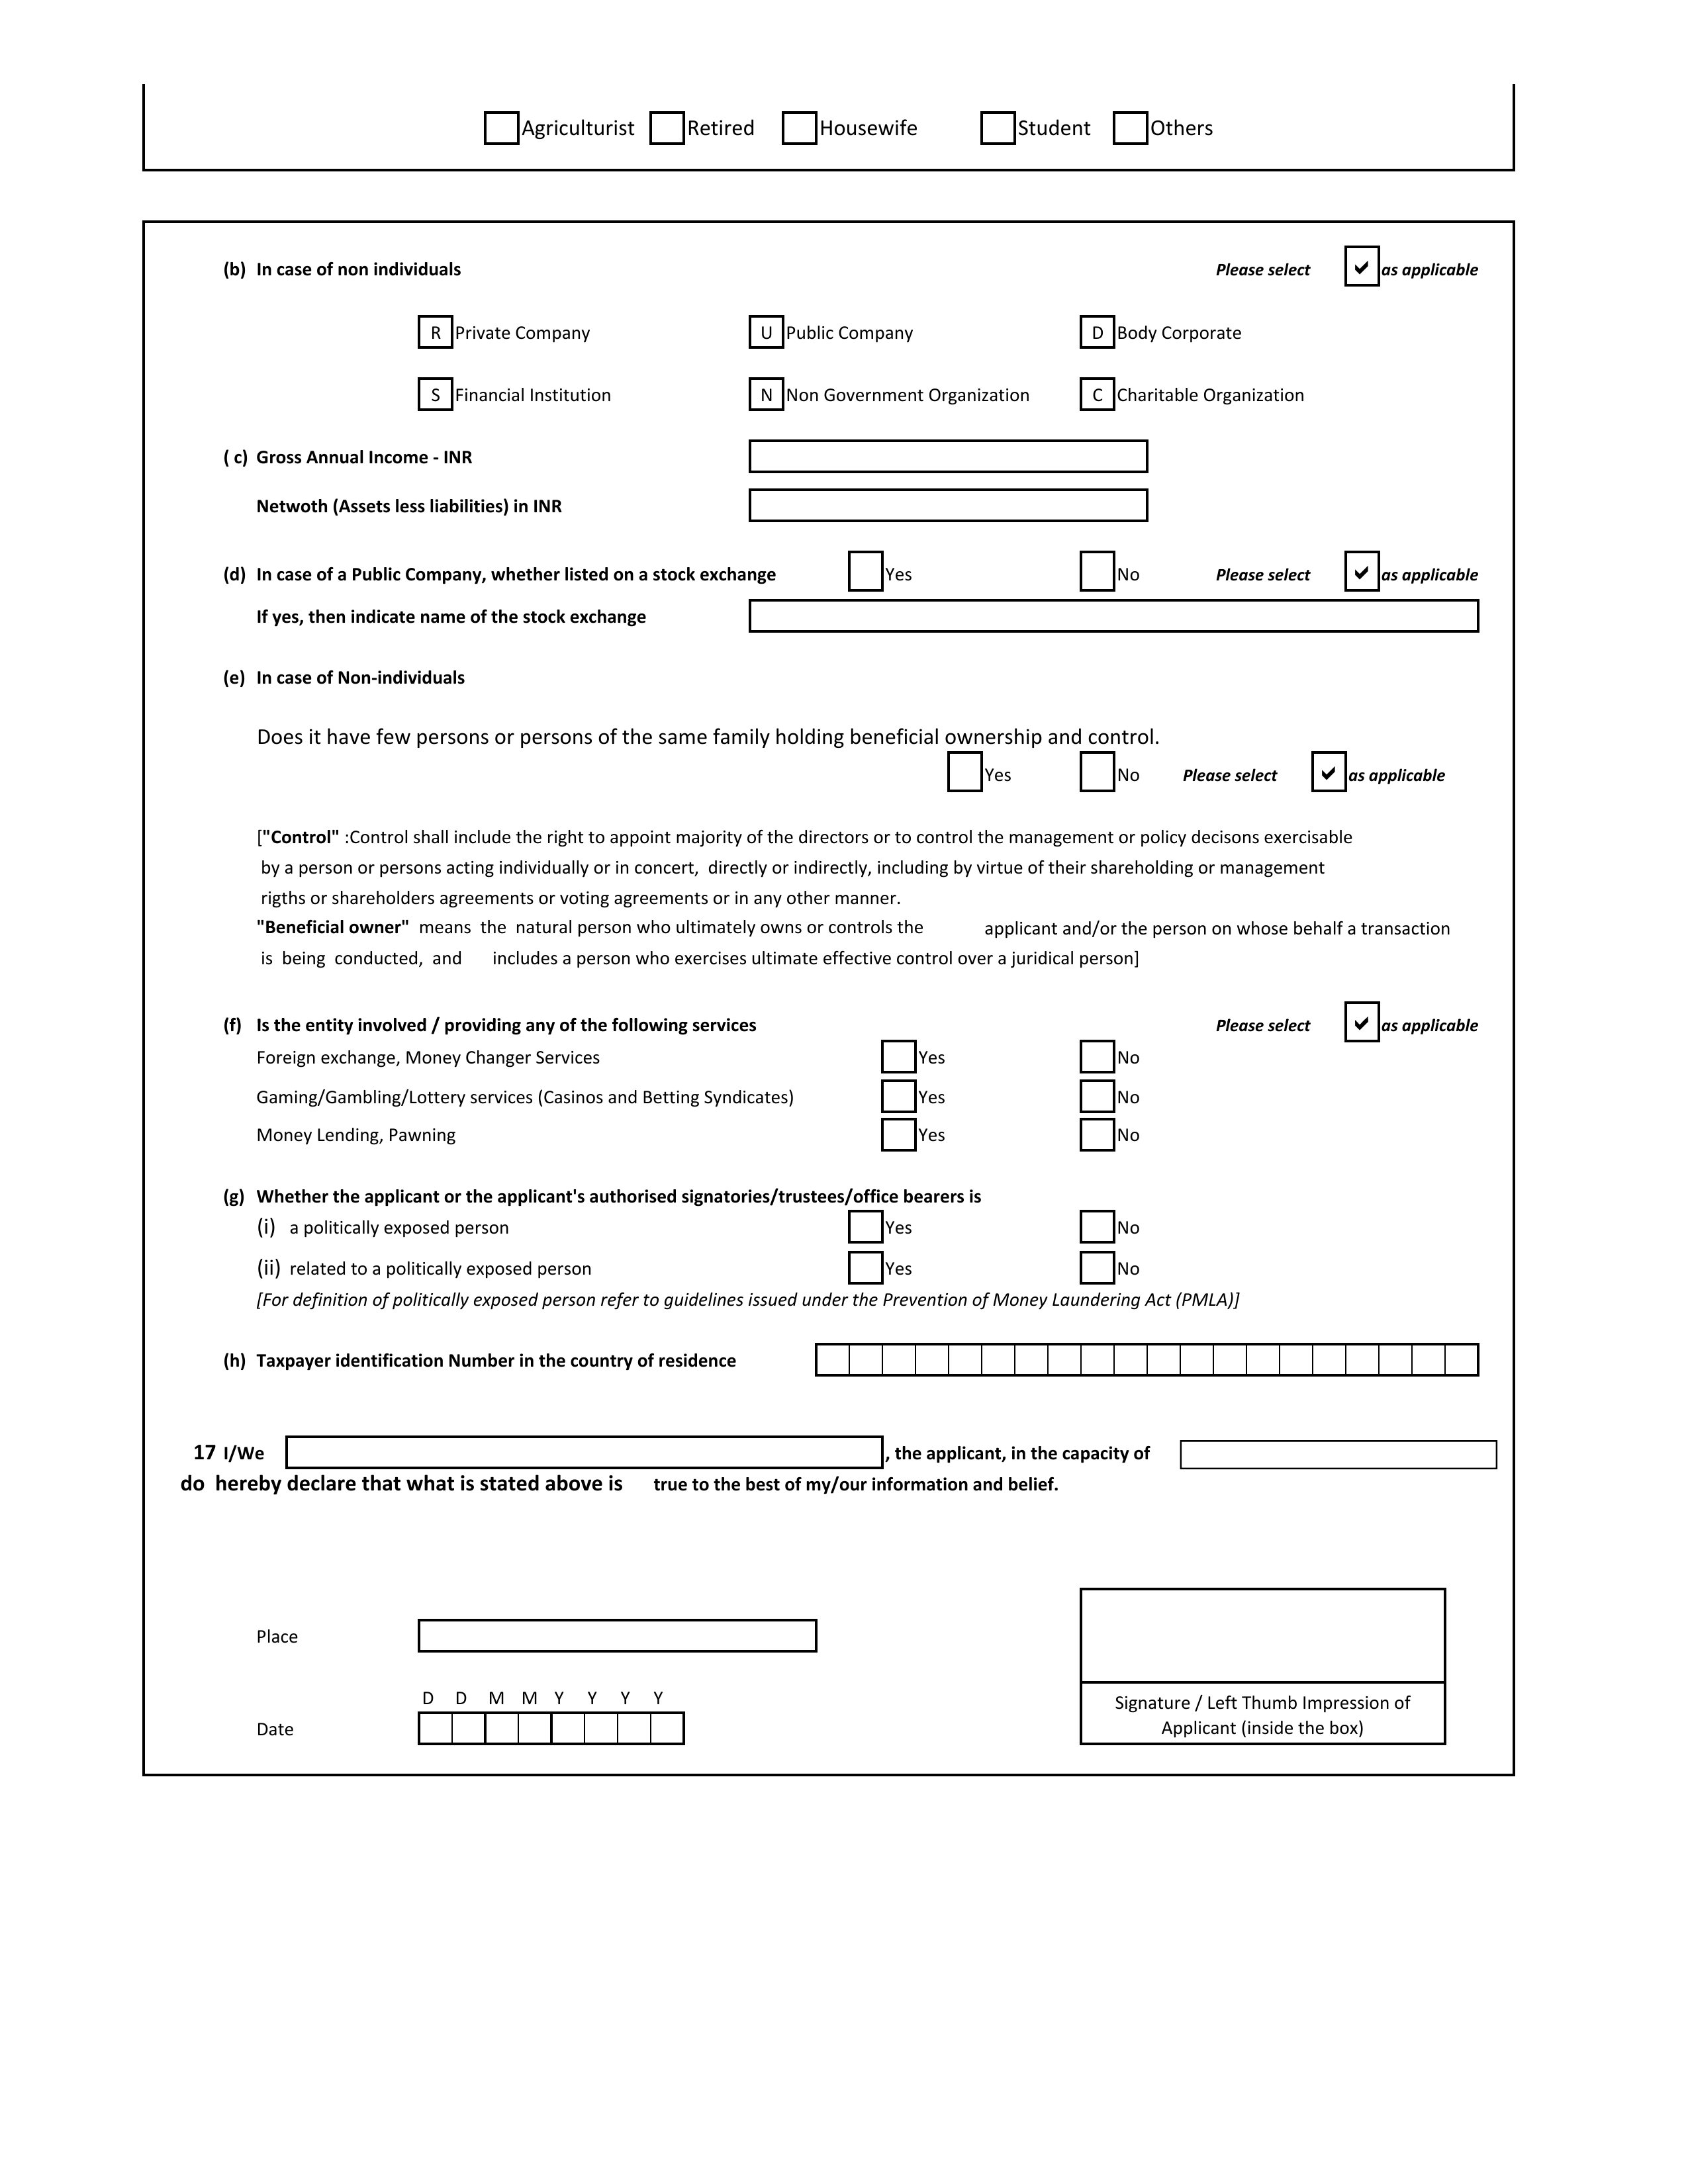 Agriculturist Retired Housewife Student Others
(b) In case of non individuals Please select ✔ as applicable
R Private Company U Public Company D Body Corporate
S Financial Institution N Non Government Organization C Charitable Organization
( c) Gross Annual Income - INR
Netwoth (Assets less liabilities) in INR
(d) In case of a Public Company, whether listed on a stock exchange Yes No Please select ✔ as applicable
If yes, then indicate name of the stock exchange
(e) In case of Non-individuals
Does it have few persons or persons of the same family holding beneficial ownership and control.
Yes No Please select ✔ as applicable
["Control" :Control shall include the right to appoint majority of the directors or to control the management or policy decisons exercisable
by a person or persons acting individually or in concert, directly or indirectly, including by virtue of their shareholding or management
rigths or shareholders agreements or voting agreements or in any other manner.
"Beneficial owner" means the natural person who ultimately owns or controls the applicant and/or the person on whose behalf a transaction
is being conducted, and includes a person who exercises ultimate effective control over a juridical person]
(f) Is the entity involved / providing any of the following services Please select ✔ as applicable
Foreign exchange, Money Changer Services Yes No
Gaming/Gambling/Lottery services (Casinos and Betting Syndicates) Yes No
Money Lending, Pawning Yes No
(g) Whether the applicant or the applicant's authorised signatories/trustees/office bearers is
(i) a politically exposed person Yes No
(ii) related to a politically exposed person Yes No
[For definition of politically exposed person refer to guidelines issued under the Prevention of Money Laundering Act (PMLA)]
(h) Taxpayer identification Number in the country of residence
17 I/We , the applicant, in the capacity of
do hereby declare that what is stated above is true to the best of my/our information and belief.
Place
D D M M Y Y Y Y
Date
Signature / Left Thumb Impression of
Applicant (inside the box)